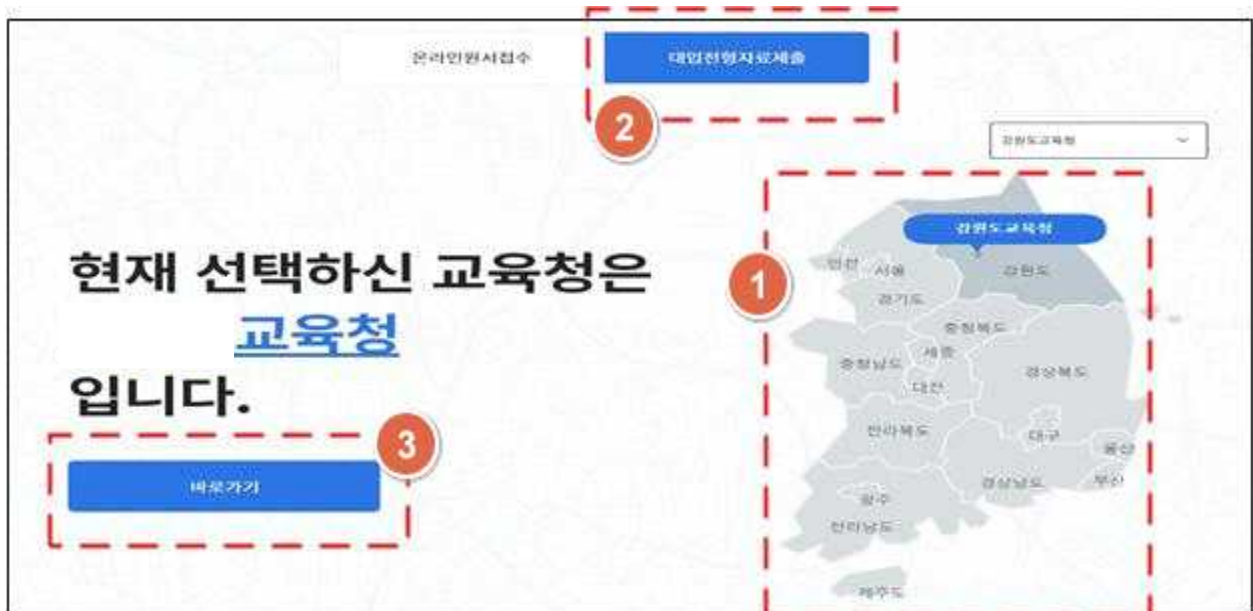 온라인원서접수
대입전형자료제출
2
강원도교육청
강원도교육청
현재 선택하신 교육청은
교육청
입니다.
1
인천
서울
강원도
경기도
충청북도
충청남도
세종
경상북도
대전
전라북도
대구
울산
경상남도
부산
광주
전라남도
제주도
3
바로가기